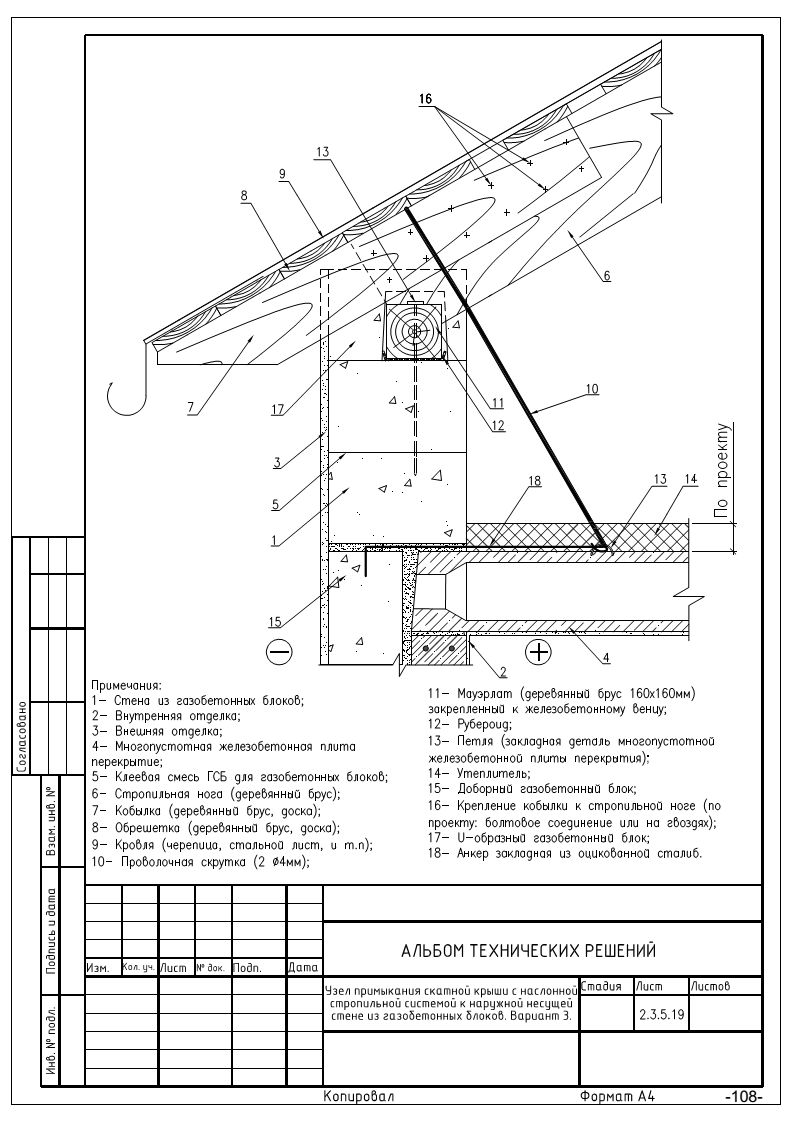 16
13
9
8
6
7
17
11
12
10
3
5
1
18
13
14
По проекту
15
2
4
Примечания:
1– Стена из газобетонных блоков;
2– Внутренняя отделка;
3– Внешняя отделка;
4– Многопустотная железобетонная плита
перекрытие;
5– Клеевая смесь ГСБ для газобетонных блоков;
6– Стропильная нога (деревянный брус);
7– Кобылка (деревянный брус, доска);
8– Обрешетка (деревянный брус, доска);
9– Кровля (черепица, стальной лист, и т.п);
10– Проволочная скрутка (2 Ø4мм);
11– Мауэрлат (деревянный брус 160х160мм)
закрепленный к железобетонному венцу;
12– Рубероид;
13– Петля (закладная деталь многопустотной
железобетонной плиты перекрытия);
14– Утеплитель;
15– Доборный газобетонный блок;
16– Крепление кобылки к стропильной ноге (по
проекту: болтовое соединение или на гвоздях);
17– U–образный газобетонный блок;
18– Анкер закладная из оцикованной сталиб.
Согласовано
Взам. инв. №
Подпись и дата
Инв. № подл.
Изм. Кол. уч. Лист № док. Подп. Дата
АЛЬБОМ ТЕХНИЧЕСКИХ РЕШЕНИЙ
Узел примыкания скатной крыши с наслонной
стропильной системой к наружной несущей
стене из газобетонных блоков. Вариант 3.
Стадия Лист Листов
2.3.5.19
Копировал Формат А4 -108-